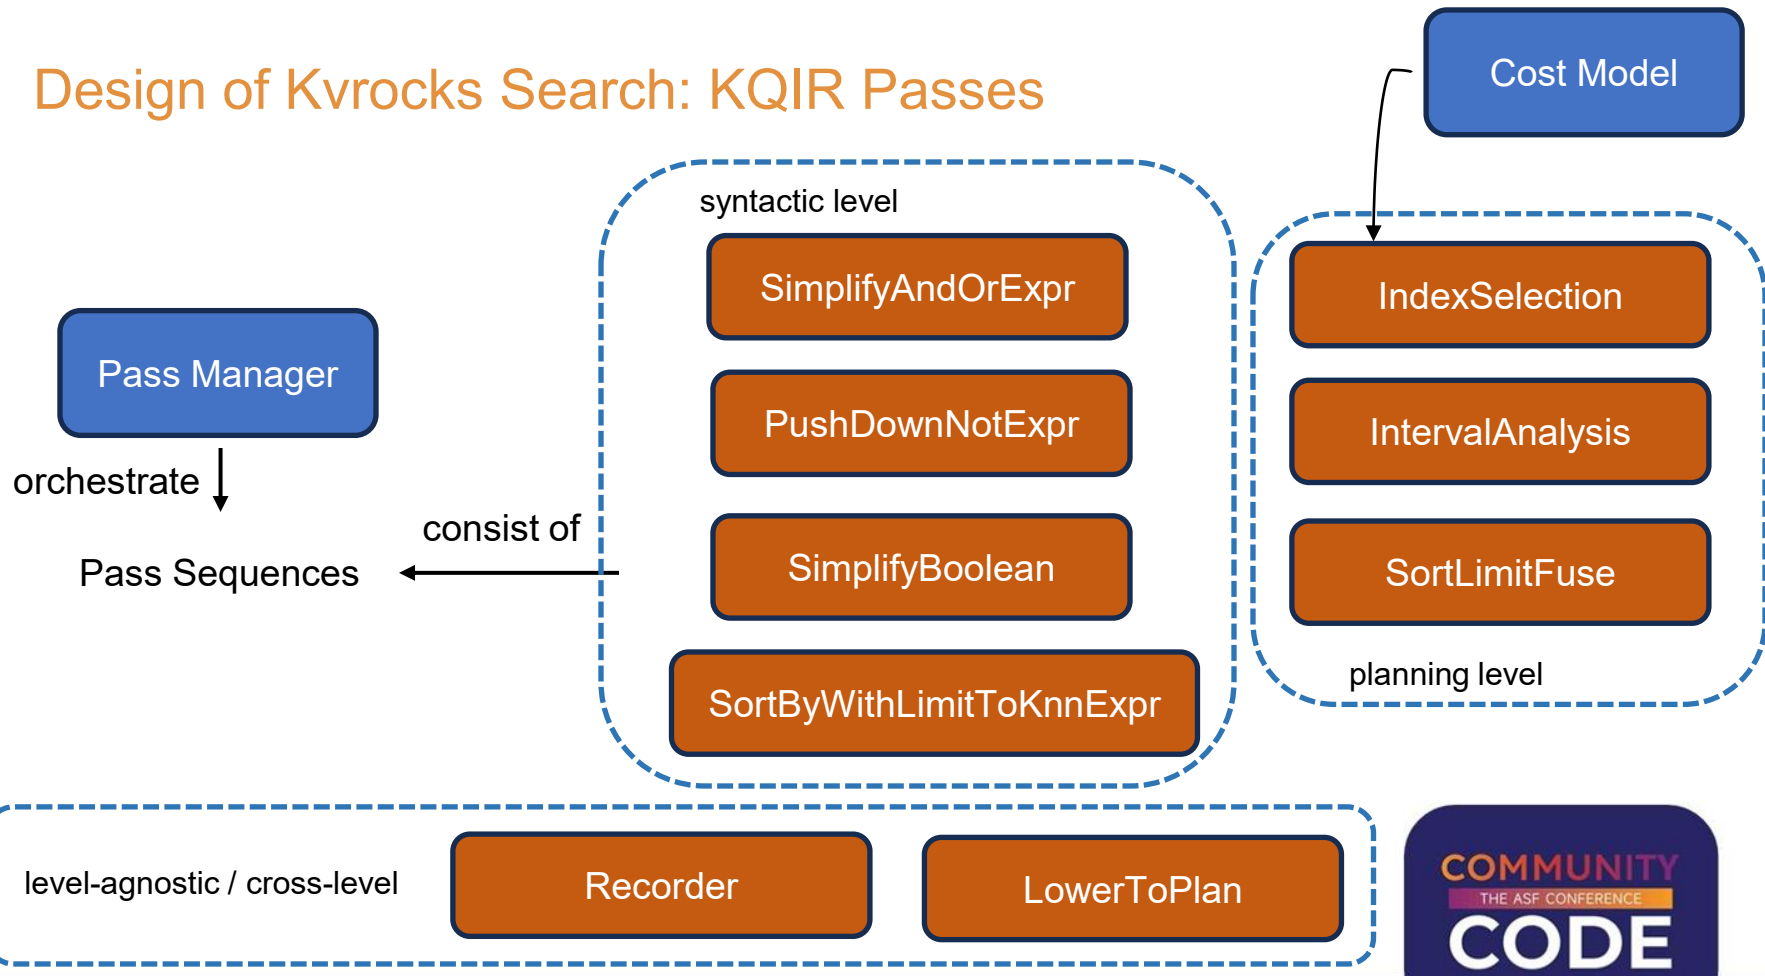 Design of Kvrocks Search: KQIR Passes
Cost Model
syntactic level
SimplifyAndOrExpr
PushDownNotExpr
SimplifyBoolean
SortByWithLimitToKnnExpr
IndexSelection
IntervalAnalysis
SortLimitFuse
planning level
Pass Manager
orchestrate
Pass Sequences
consist of
level-agnostic / cross-level
Recorder
LowerToPlan
COMMUNITY
THE ASF CONFERENCE
CODE